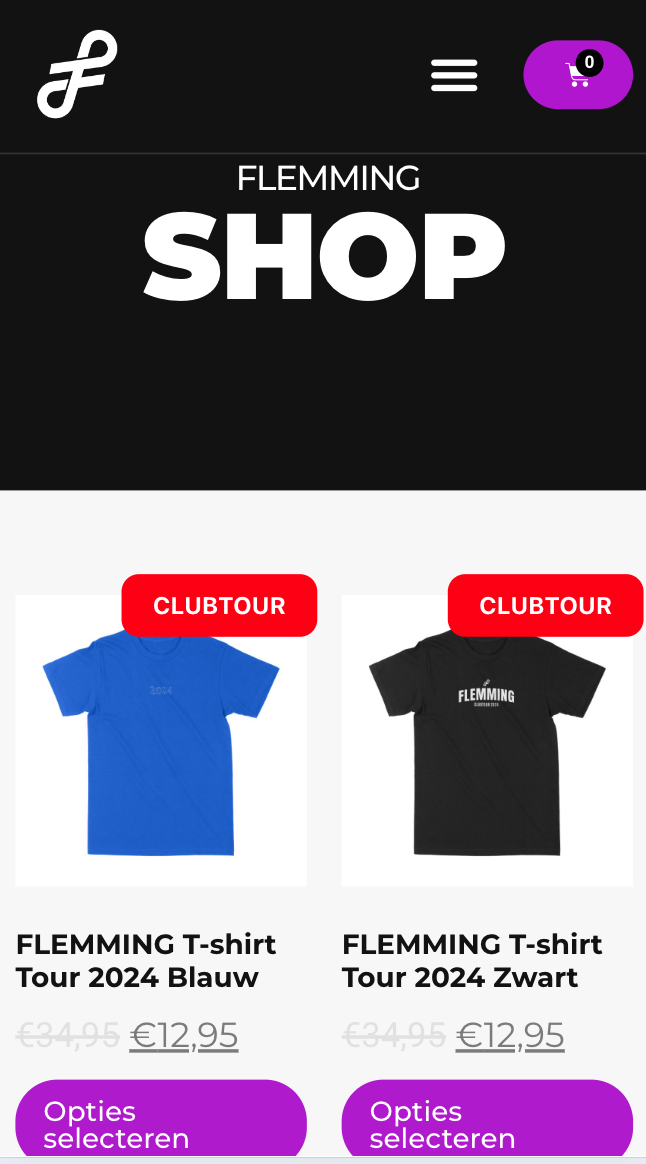 0
FLEMMING
SHOP
CLUBTOUR
CLUBTOUR
2024
FLEMMING
CLUBTOUR 2024
FLEMMING T-shirt
Tour 2024 Blauw
€34,95 €12,95
Opties
selecteren
FLEMMING T-shirt
Tour 2024 Zwart
€34,95 €12,95
Opties
selecteren